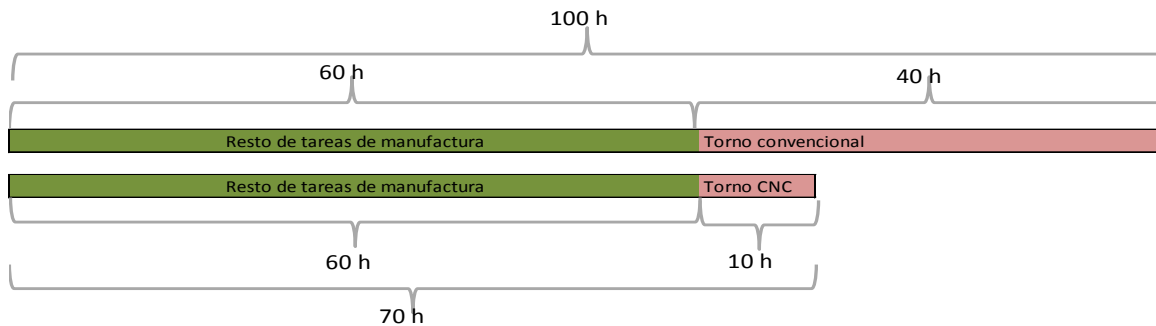 100 h
60 h
40 h
Resto de tareas de manufactura
Torno convencional
Resto de tareas de manufactura
Torno CNC
60 h
10 h
70 h